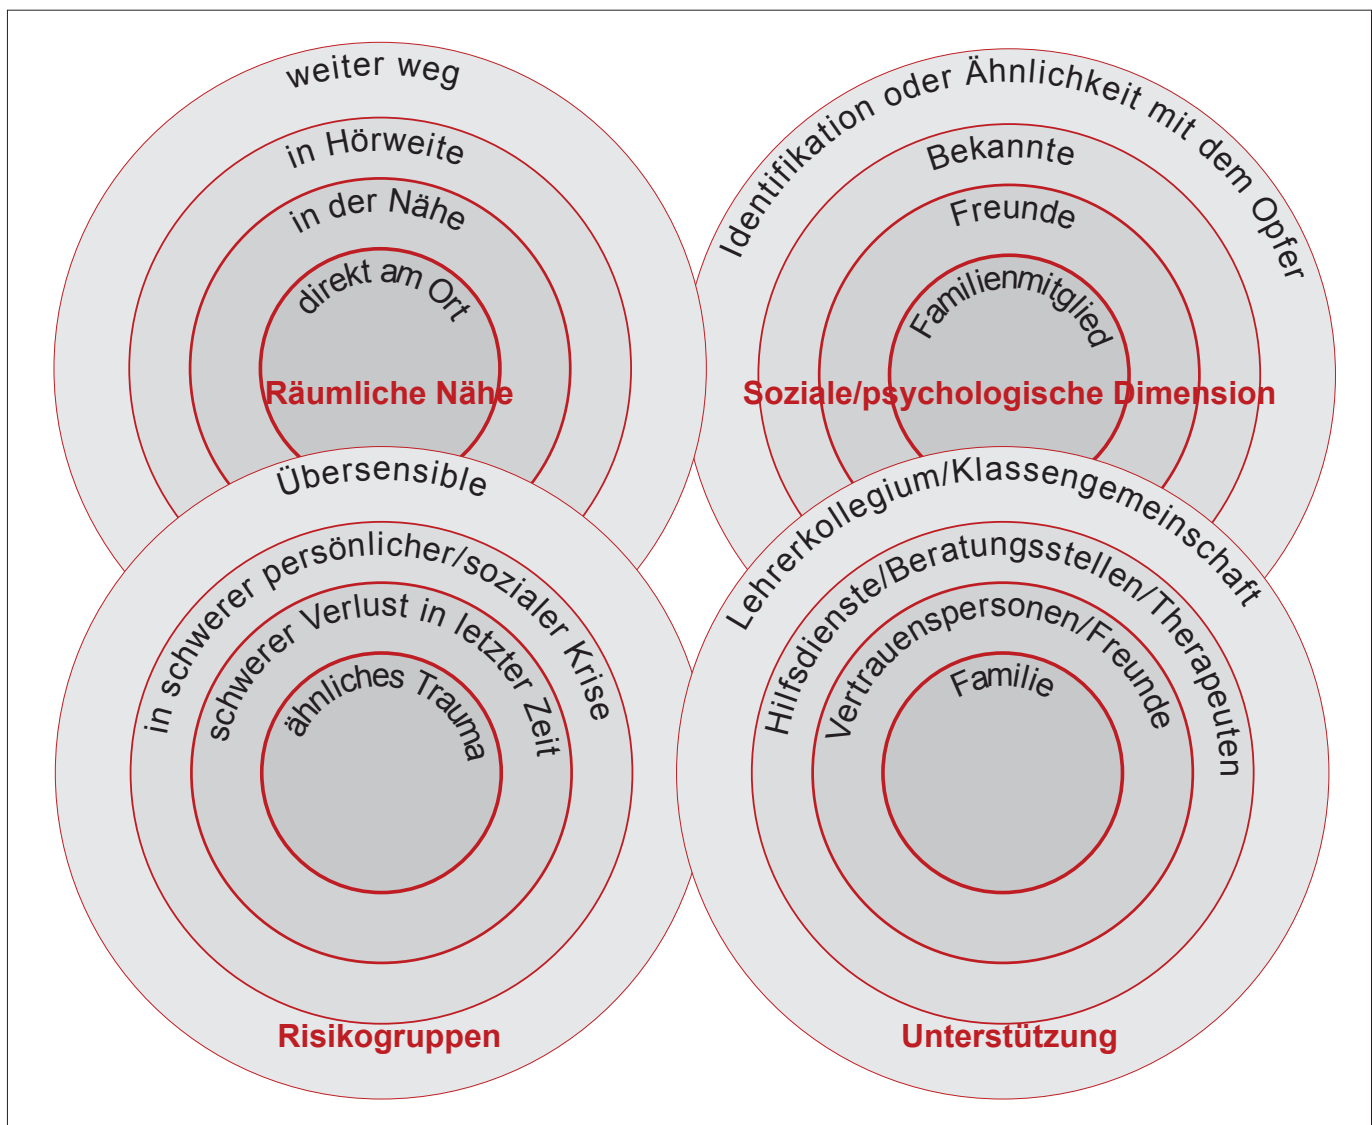 weiter weg
in Hörweite
in der Nähe
direkt am Ort
Räumliche Nähe
Identifikation oder Ähnlichkeit mit dem Opfer
Bekannte
Freunde
Familienmitglied
Soziale/psychologische Dimension
Übersensible
in schwerer persönlicher/sozialer Krise
schwerer Verlust in letzter Zeit
ähnliches Trauma
Risikogruppen
Lehrerkollegium/Klassengemeinschaft
Hilfsdienste/Beratungsstellen/Therapeuten
Vertrauenspersonen/Freunde
Familie
Unterstützung